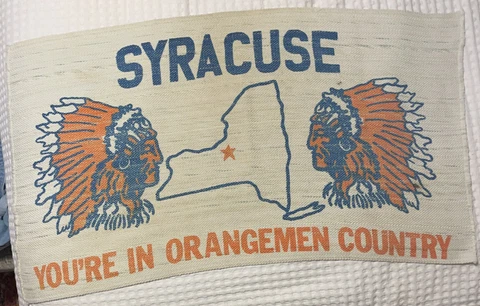 SYRACUSE
YOU'RE IN ORANGEMEN COUNTRY